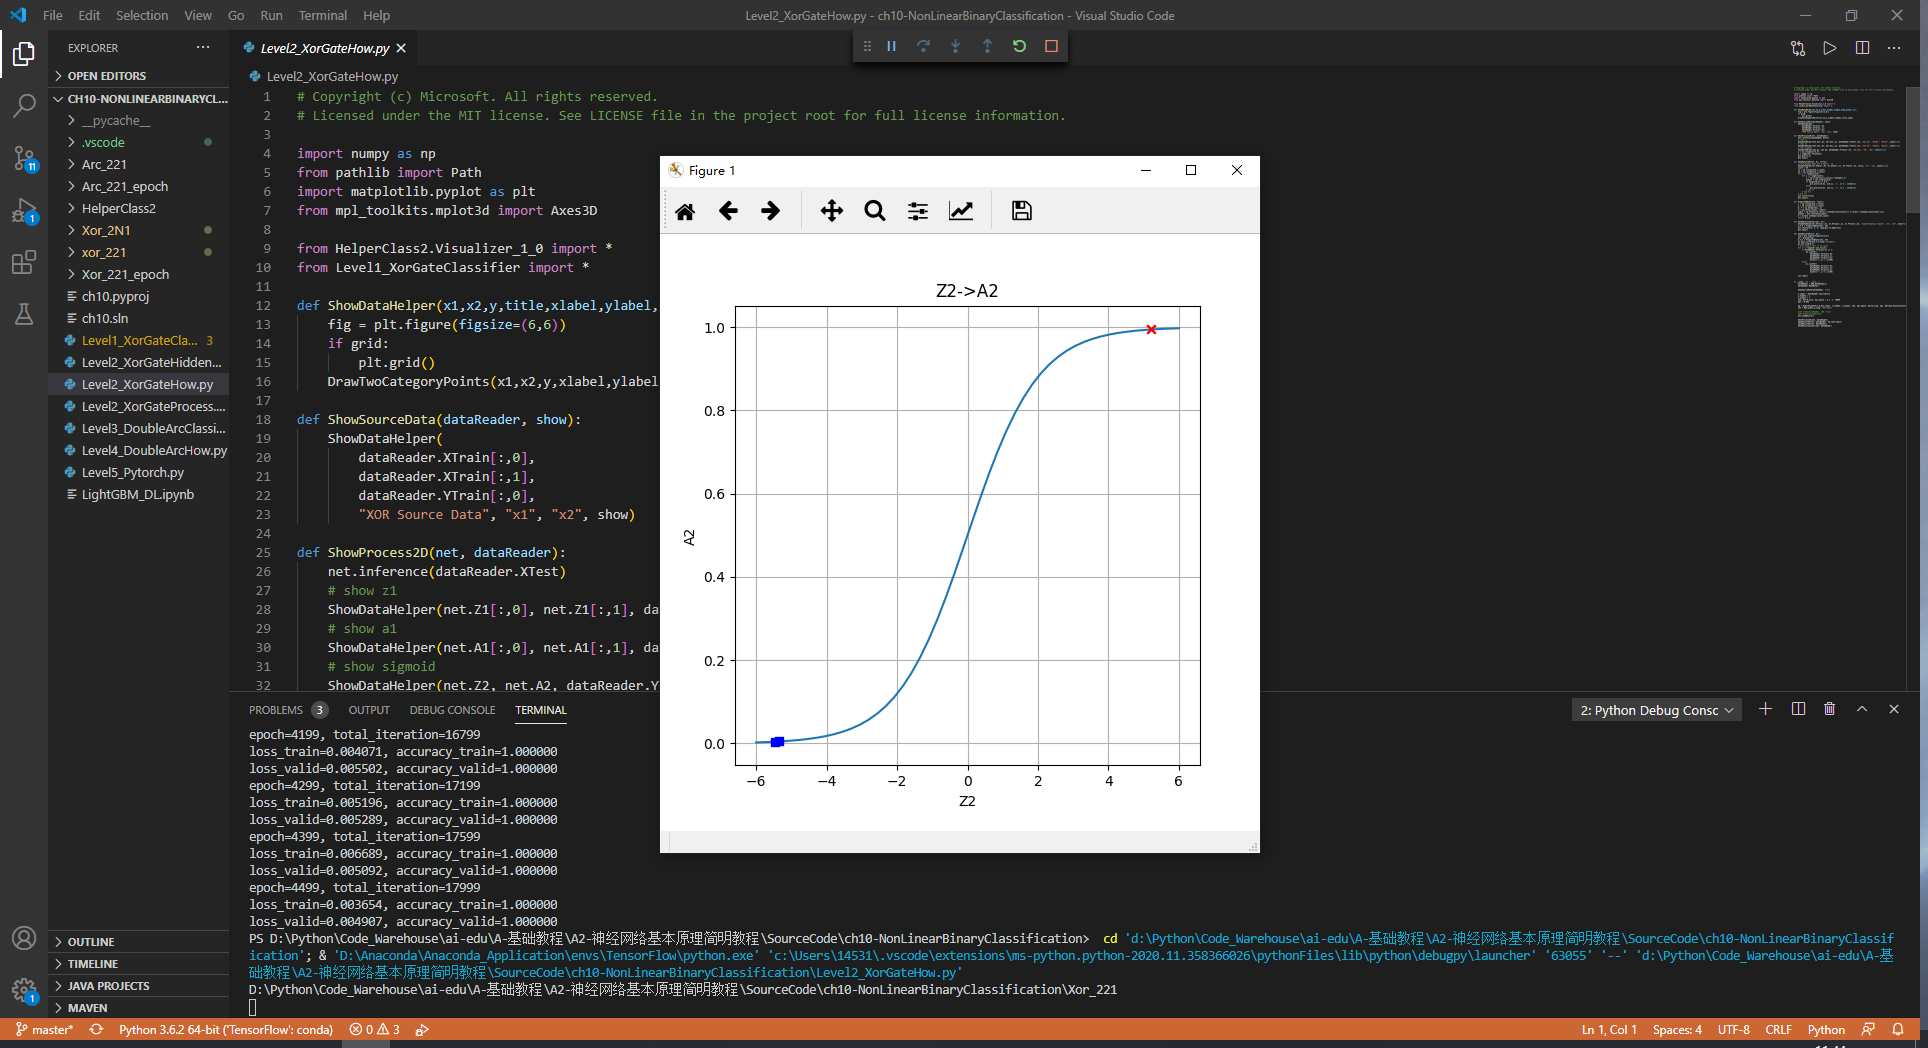 File Edit Selection View Go Run Terminal Help
Level2_XorGateHow.py - ch10-NonLinearBinaryClassification - Visual Studio Code
EXPLORER
OPEN EDITORS
CH10-NONLINEARBINARYCL...
__pycache__
.vscode
Arc_221
Arc_221_epoch
HelperClass2
Xor_2N1
xor_221
Xor_221_epoch
ch10.pyproj
ch10.sln
Level1_XorGateCla... 3
Level2_XorGateHidden...
Level2_XorGateHow.py
Level2_XorGateProcess....
Level3_DoubleArcClassi...
Level4_DoubleArcHow.py
Level5_Pytorch.py
LightGBM_DL.ipynb
OUTLINE
TIMELINE
JAVA PROJECTS
MAVEN
11
1
1
Level2_XorGateHow.py
Level2_XorGateHow.py
1 # Copyright (c) Microsoft. All rights reserved.
2 # Licensed under the MIT license. See LICENSE file in the project root for full license information.
3
4 import numpy as np
5 from pathlib import Path
6 import matplotlib.pyplot as plt
7 from mpl_toolkits.mplot3d import Axes3D
8
9 from HelperClass2.Visualizer_1_0 import *
10 from Level1_XorGateClassifier import *
11
12 def ShowDataHelper(x1,x2,y,title,xlabel,ylabel,
13 fig = plt.figure(figsize=(6,6))
14 if grid:
15 plt.grid()
16 DrawTwoCategoryPoints(x1,x2,y,xlabel,ylabel
17
18 def ShowSourceData(dataReader, show):
19 ShowDataHelper(
20 dataReader.XTrain[:,0],
21 dataReader.XTrain[:,1],
22 dataReader.YTrain[:,0],
23 "XOR Source Data", "x1", "x2", show)
24
25 def ShowProcess2D(net, dataReader):
26 net.inference(dataReader.XTest)
27 # show z1
28 ShowDataHelper(net.Z1[:,0], net.Z1[:,1], da
29 # show a1
30 ShowDataHelper(net.A1[:,0], net.A1[:,1], da
31 # show sigmoid
32 ShowDataHelper(net.Z2, net.A2, dataReader.Y
Figure 1
Z2->A2
1.0
0.8
0.6
0.4
0.2
0.0
A2
−6 −4 −2 0 2 4 6
Z2
PROBLEMS 3 OUTPUT DEBUG CONSOLE TERMINAL
2: Python Debug Consc
epoch=4199, total_iteration=16799
loss_train=0.004071, accuracy_train=1.000000
loss_valid=0.005502, accuracy_valid=1.000000
epoch=4299, total_iteration=17199
loss_train=0.005196, accuracy_train=1.000000
loss_valid=0.005289, accuracy_valid=1.000000
epoch=4399, total_iteration=17599
loss_train=0.006689, accuracy_train=1.000000
loss_valid=0.005092, accuracy_valid=1.000000
epoch=4499, total_iteration=17999
loss_train=0.003654, accuracy_train=1.000000
loss_valid=0.004907, accuracy_valid=1.000000
PS D:\Python\Code_Warehouse\ai-edu\A-基础教程\A2-神经网络基本原理简明教程\SourceCode\ch10-NonLinearBinaryClassification> cd 'd:\Python\Code_Warehouse\ai-edu\A-基础教程\A2-神经网络基本原理简明教程\SourceCode\ch10-NonLinearBinaryClassif
ication'; & 'D:\Anaconda\Anaconda_Application\envs\TensorFlow\python.exe' 'c:\Users\14531\.vscode\extensions\ms-python.python-2020.11.358366026\pythonFiles\lib\python\debugpy\launcher' '63055' '--' 'd:\Python\Code_Warehouse\ai-edu\A-基
础教程\A2-神经网络基本原理简明教程\SourceCode\ch10-NonLinearBinaryClassification\Level2_XorGateHow.py'
D:\Python\Code_Warehouse\ai-edu\A-基础教程\A2-神经网络基本原理简明教程\SourceCode\ch10-NonLinearBinaryClassification\Xor_221
master* Python 3.6.2 64-bit ('TensorFlow': conda) 0 3
Ln 1, Col 1 Spaces: 4 UTF-8 CRLF Python